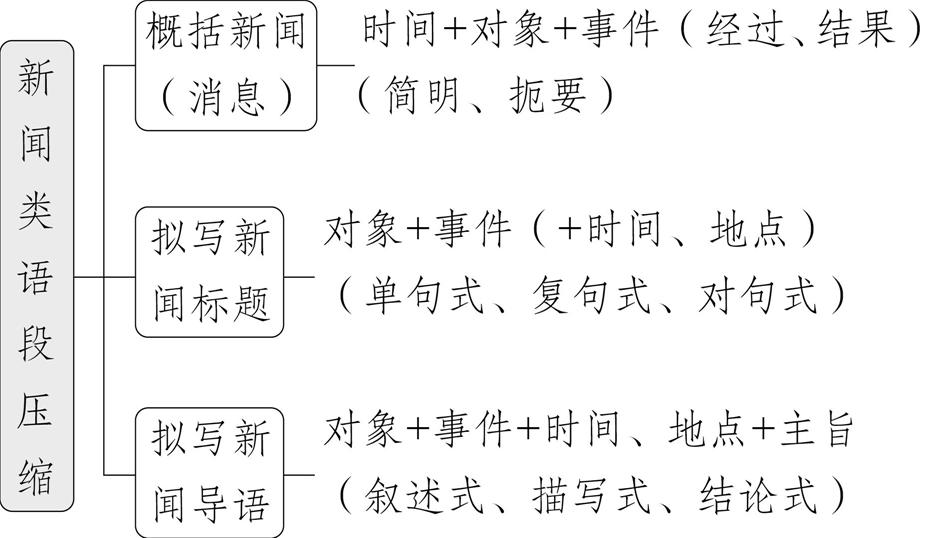 新闻类语段压缩
概括新闻
（消息）
时间+对象+事件（经过、结果）
（简明、扼要）
拟写新
闻标题
对象+事件（+时间、地点）
（单句式、复句式、对句式）
拟写新
闻导语
对象+事件+时间、地点+主旨
（叙述式、描写式、结论式）